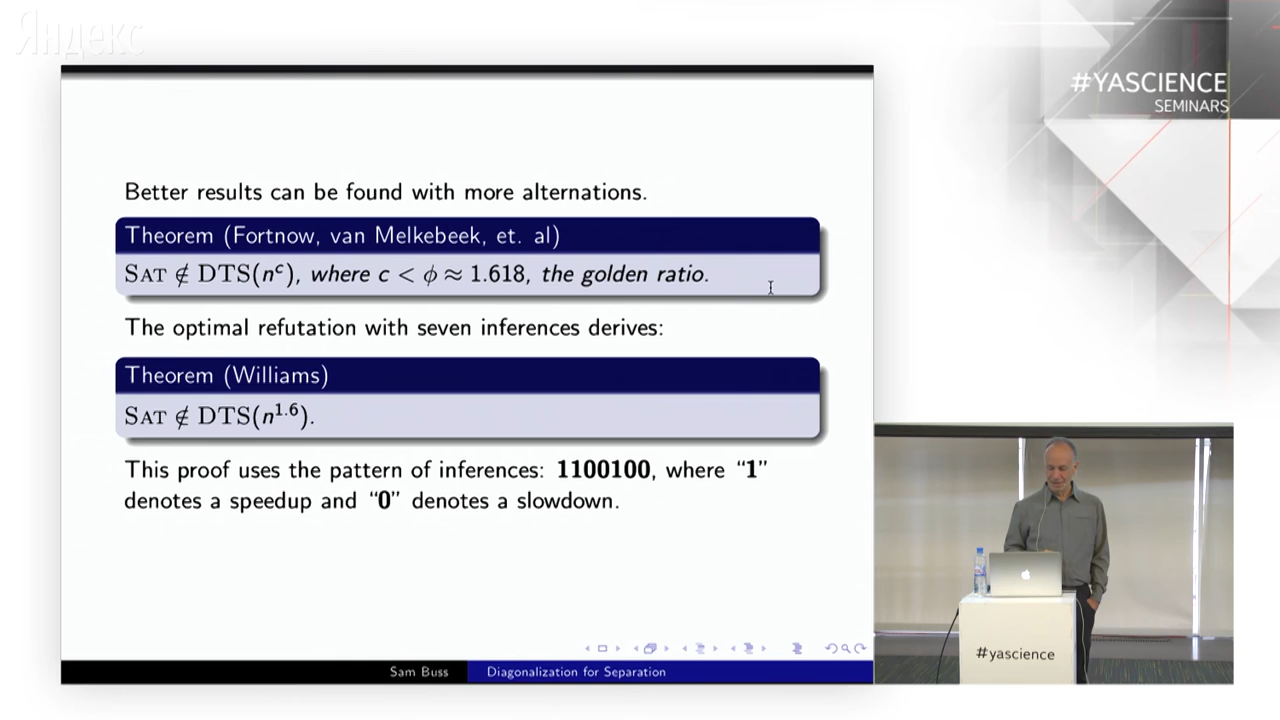 Яндекс
#YASCIENCE
SEMINARS
Better results can be found with more alternations.
Theorem (Fortnow, van Melkebeek, et. al)
SAT ∉ DTS(nᶜ), where c < ϕ ≈ 1.618, the golden ratio.
The optimal refutation with seven inferences derives:
Theorem (Williams)
SAT ∉ DTS(n¹·⁶).
This proof uses the pattern of inferences: 1100100, where “1”
denotes a speedup and “0” denotes a slowdown.
Sam Buss
Diagonalization for Separation
#yascience